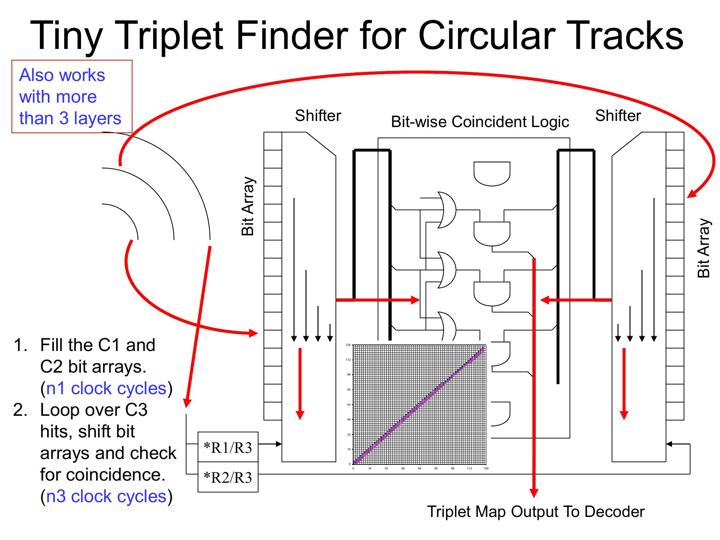 Tiny Triplet Finder for Circular Tracks
Also works
with more
than 3 layers
Shifter
Bit-wise Coincident Logic
Shifter
Bit Array
Bit Array
1. Fill the C1 and
C2 bit arrays.
(n1 clock cycles)
2. Loop over C3
hits, shift bit
arrays and check
for coincidence.
(n3 clock cycles)
*R1/R3
*R2/R3
Triplet Map Output To Decoder